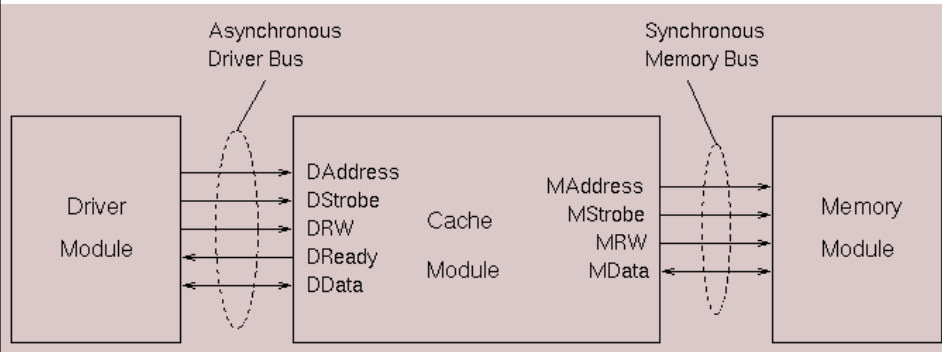 Asynchronous
Driver Bus
Synchronous
Memory Bus
Driver
Module
DAddress
DStrobe
DRW
DReady
DData
Cache
Module
MAddress
MStrobe
MRW
MData
Memory
Module